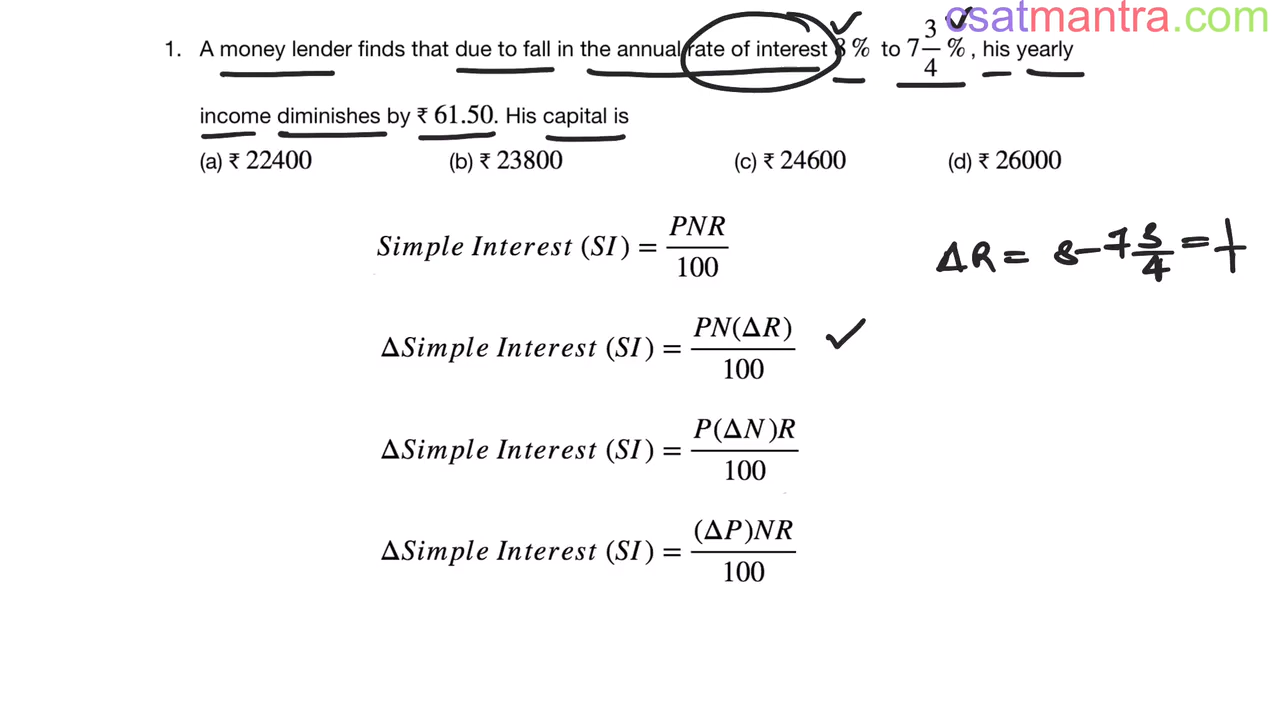 csatmantra.com
1. A money lender finds that due to fall in the annual rate of interest 8 % to 7 3/4 % , his yearly
income diminishes by ₹ 61.50. His capital is
(a) ₹ 22400 (b) ₹ 23800 (c) ₹ 24600 (d) ₹ 26000
Simple Interest (SI) = PNR/100
ΔR = 8 - 7 3/4 = 1
ΔSimple Interest (SI) = PN(ΔR)/100
ΔSimple Interest (SI) = P(ΔN)R/100
ΔSimple Interest (SI) = (ΔP)NR/100